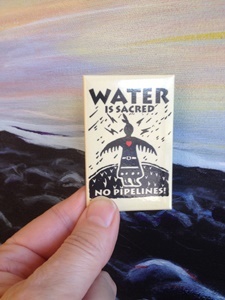 WATER
IS SACRED
NO PIPELINES!